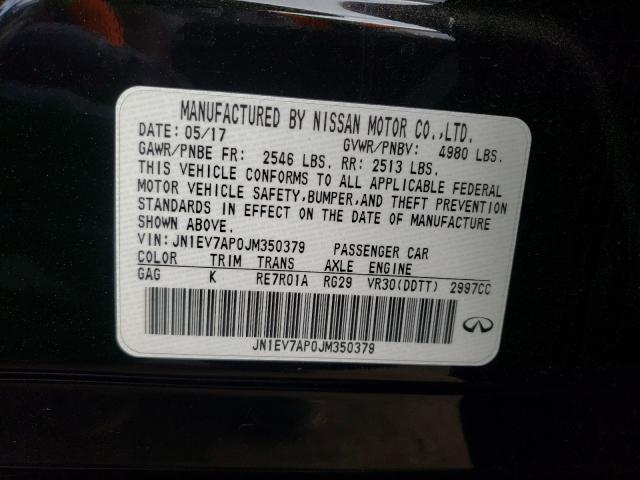 MANUFACTURED BY NISSAN MOTOR CO.,LTD.
DATE: 05/17 GVWR/PNBV: 4980 LBS.
GAWR/PNBE FR: 2546 LBS. RR: 2513 LBS.
THIS VEHICLE CONFORMS TO ALL APPLICABLE FEDERAL
MOTOR VEHICLE SAFETY,BUMPER,AND THEFT PREVENTION
STANDARDS IN EFFECT ON THE DATE OF MANUFACTURE
SHOWN ABOVE.
VIN:JN1EV7AP0JM350379 PASSENGER CAR
COLOR TRIM TRANS AXLE ENGINE
GAG K RE7R01A RG29 VR30(DDTT) 2997CC
JN1EV7AP0JM350379